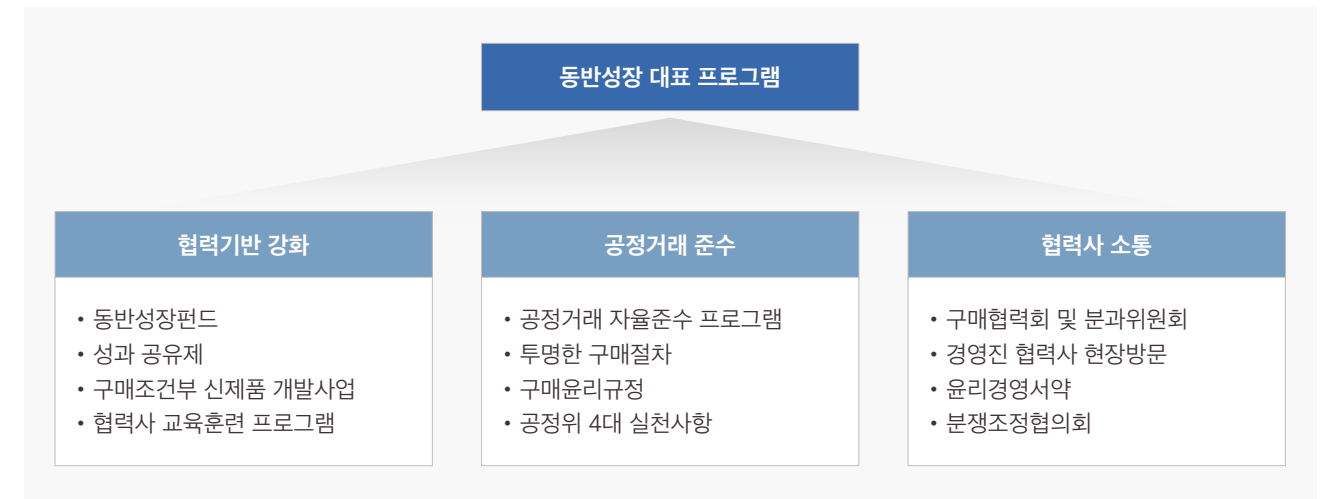 동반성장 대표 프로그램
협력기반 강화
• 동반성장펀드
• 성과 공유제
• 구매조건부 신제품 개발사업
• 협력사 교육훈련 프로그램
공정거래 준수
• 공정거래 자율준수 프로그램
• 투명한 구매절차
• 구매윤리규정
• 공정위 4대 실천사항
협력사 소통
• 구매협력회 및 분과위원회
• 경영진 협력사 현장방문
• 윤리경영서약
• 분쟁조정협의회